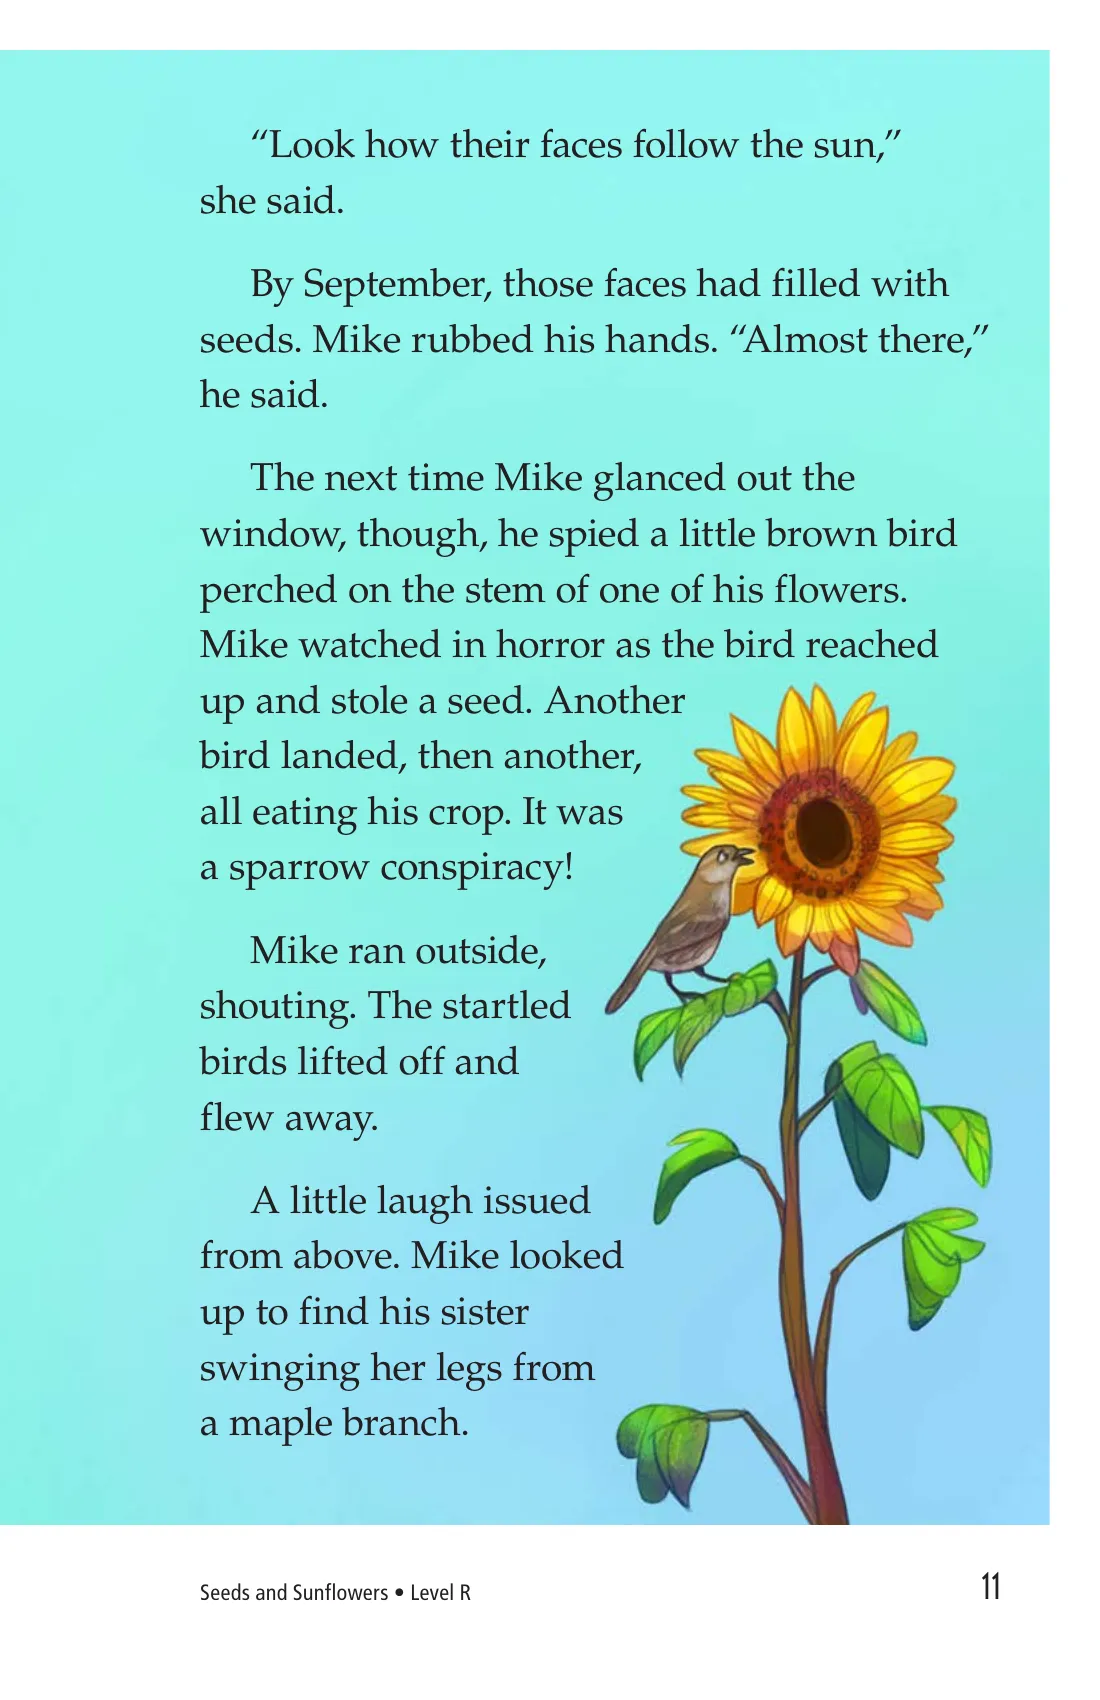 “Look how their faces follow the sun,”
she said.
By September, those faces had filled with
seeds. Mike rubbed his hands. “Almost there,”
he said.
The next time Mike glanced out the
window, though, he spied a little brown bird
perched on the stem of one of his flowers.
Mike watched in horror as the bird reached
up and stole a seed. Another
bird landed, then another,
all eating his crop. It was
a sparrow conspiracy!
Mike ran outside,
shouting. The startled
birds lifted off and
flew away.
A little laugh issued
from above. Mike looked
up to find his sister
swinging her legs from
a maple branch.
Seeds and Sunflowers • Level R
11